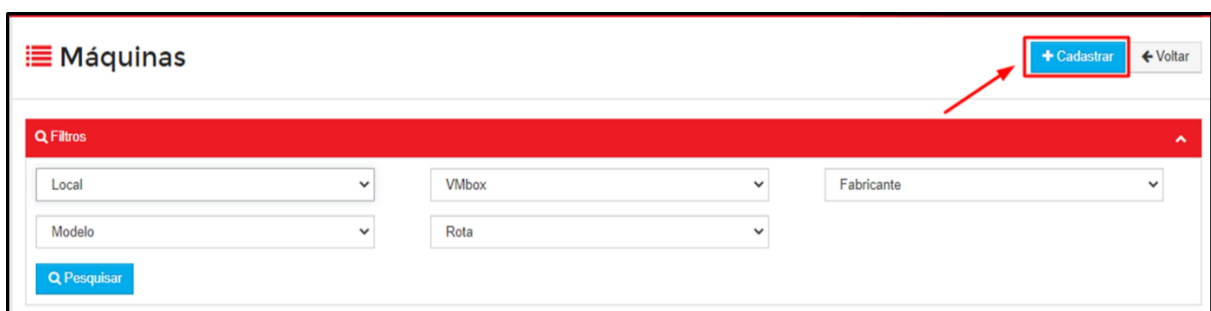 Máquinas
Cadastrar
Voltar
Filtros
Local
VMbox
Fabricante
Modelo
Rota
Pesquisar